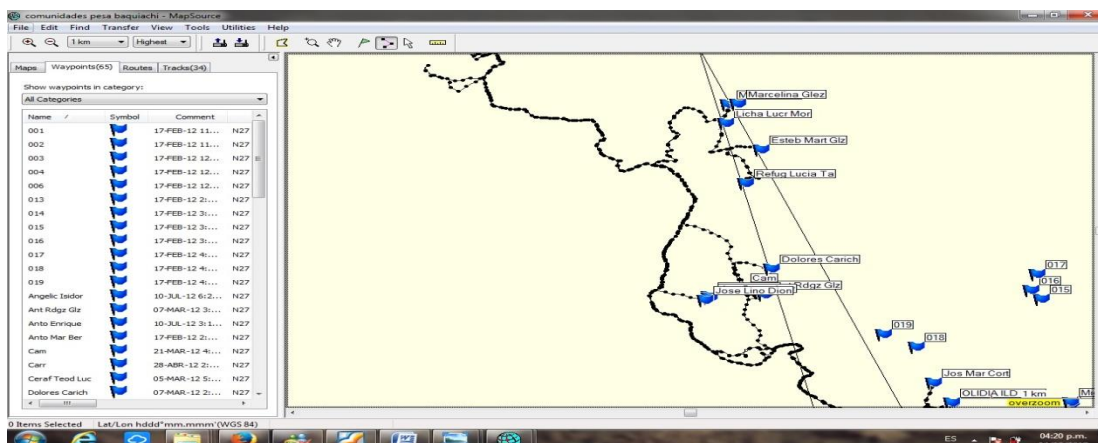 comunidades pesa baquiachi - MapSource
File Edit Find Transfer View Tools Utilities Help
1 km Highest
Maps Waypoints(65) Routes Tracks(34)
Show waypoints in category:
All Categories
Name / Symbol Comment
001 17-FEB-12 11... N27
002 17-FEB-12 11... N27
003 17-FEB-12 12... N27
004 17-FEB-12 12... N27
006 17-FEB-12 12... N27
013 17-FEB-12 2:... N27
014 17-FEB-12 3:... N27
015 17-FEB-12 3:... N27
016 17-FEB-12 3:... N27
017 17-FEB-12 4:... N27
018 17-FEB-12 4:... N27
019 17-FEB-12 4:... N27
Angelic Isidor 10-JUL-12 6:2... N27
Ant Rdgz Glz 07-MAR-12 3:... N27
Anto Enrique 10-JUL-12 3:1... N27
Anto Mar Ber 17-FEB-12 2:... N27
Cam 21-MAR-12 4:... N27
Carr 28-ABR-12 2:... N27
Ceraf Teod Luc 05-MAR-12 5:... N27
Dolores Carich 07-MAR-12 2:... N27
Marcelina Glez
Licha Lucr Mor
Esteb Mart Glz
Refug Lucia Ta
Dolores Carich
Cam
Rdgz Glz
Jose Lino Dion
017
016
015
019
018
Jos Mar Cort
OLIDIA ILD 1 km
overzoom
0 Items Selected Lat/Lon hddd°mm.mmm'(WGS 84)
ES 04:20 p.m.